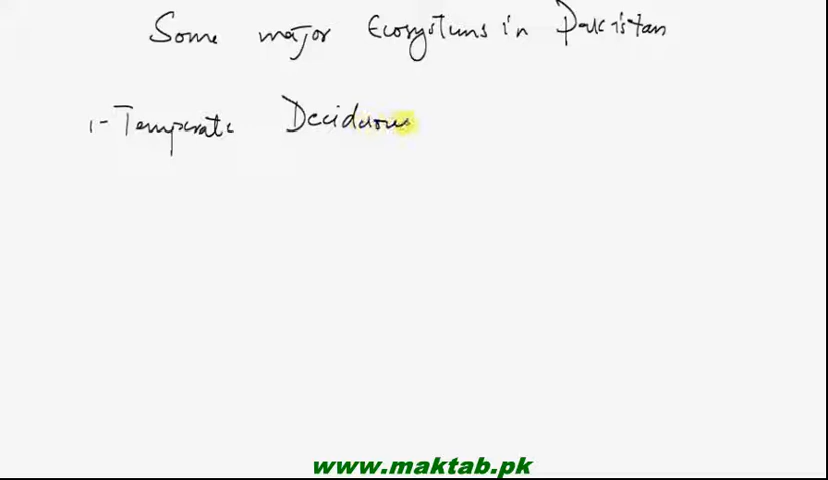 Some major Ecosystems in Pakistan
1- Temperate Deciduous
www.maktab.pk